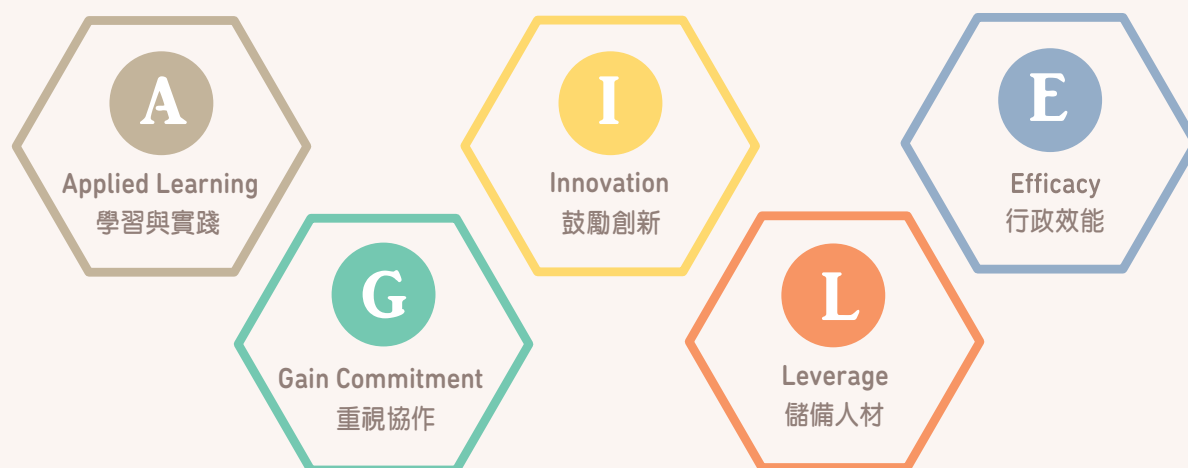 A
Applied Learning
學習與實踐
G
Gain Commitment
重視協作
I
Innovation
鼓勵創新
L
Leverage
儲備人材
E
Efficacy
行政效能